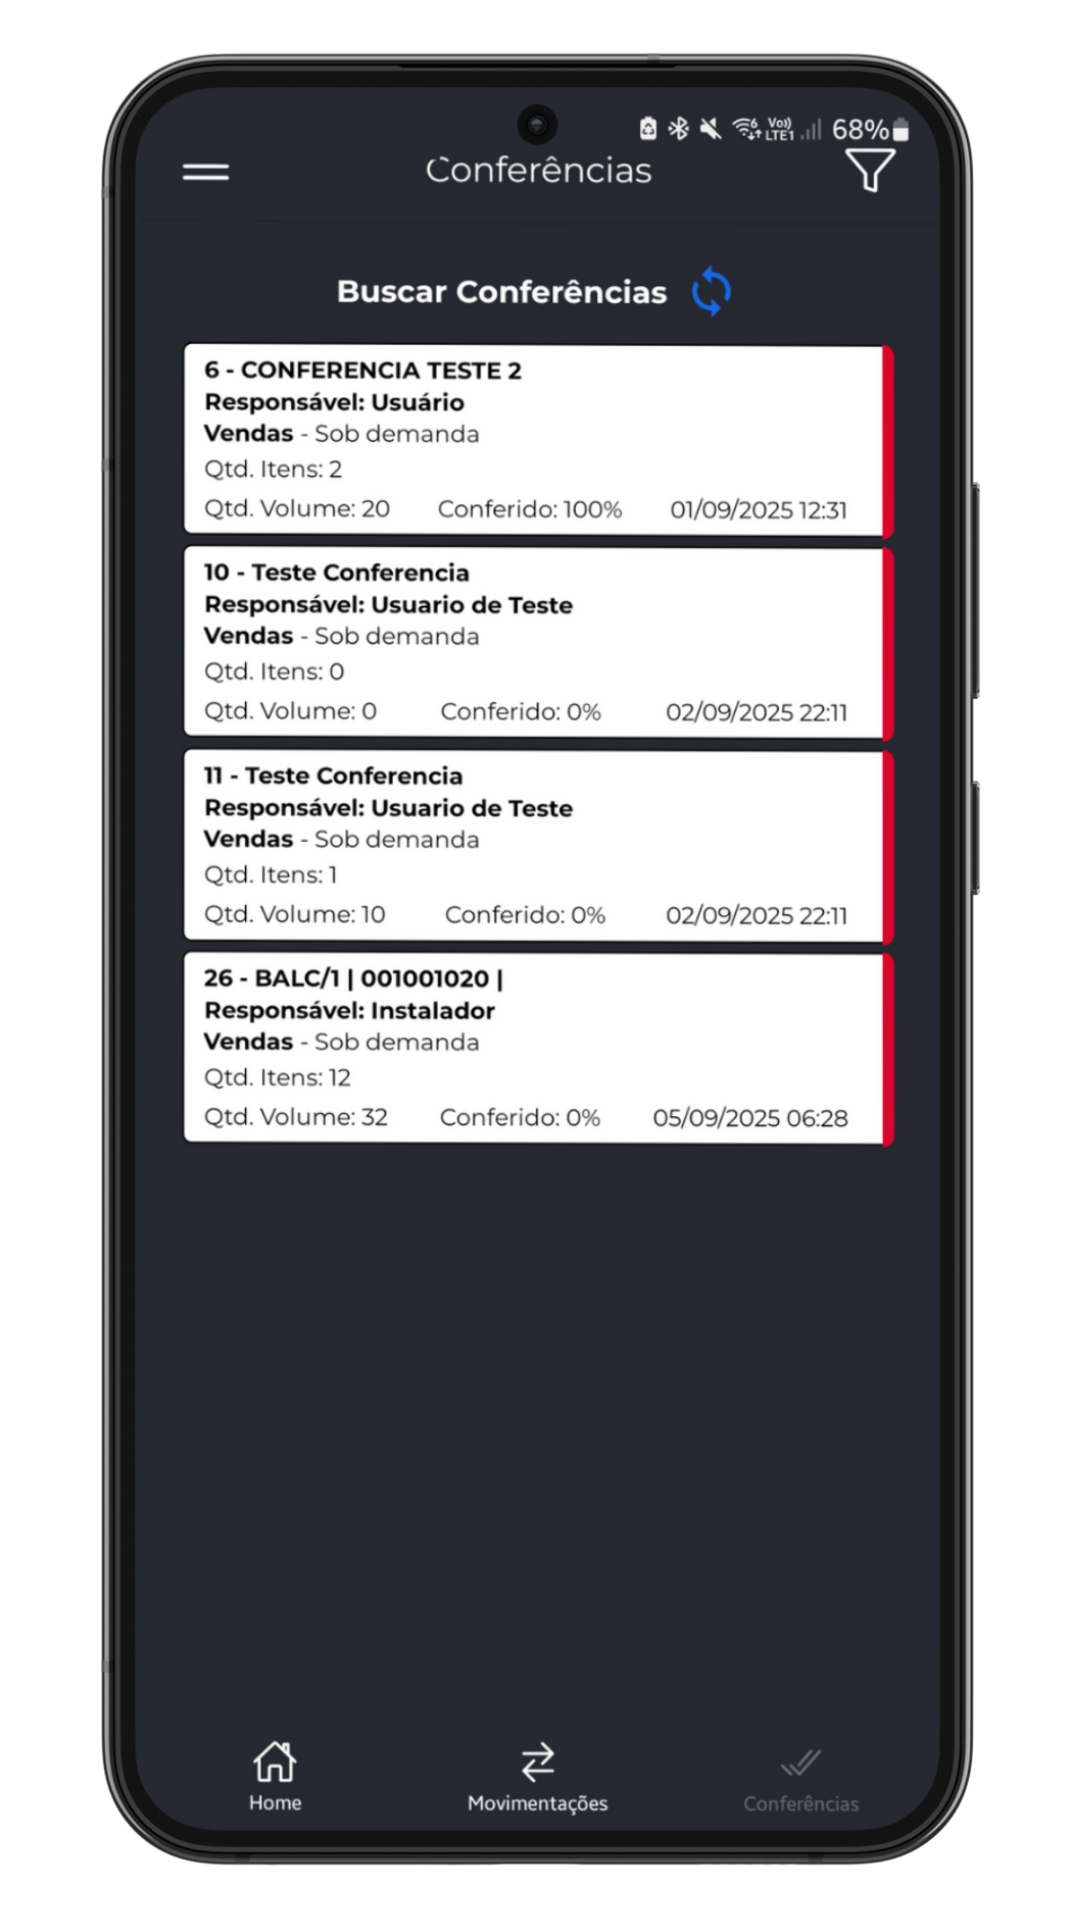 Vo)) LTE1 68%
Conferências
Buscar Conferências
6 - CONFERENCIA TESTE 2
Responsável: Usuário
Vendas - Sob demanda
Qtd. Itens: 2
Qtd. Volume: 20 Conferido: 100% 01/09/2025 12:31
10 - Teste Conferencia
Responsável: Usuario de Teste
Vendas - Sob demanda
Qtd. Itens: 0
Qtd. Volume: 0 Conferido: 0% 02/09/2025 22:11
11 - Teste Conferencia
Responsável: Usuario de Teste
Vendas - Sob demanda
Qtd. Itens: 1
Qtd. Volume: 10 Conferido: 0% 02/09/2025 22:11
26 - BALC/1 | 001001020 |
Responsável: Instalador
Vendas - Sob demanda
Qtd. Itens: 12
Qtd. Volume: 32 Conferido: 0% 05/09/2025 06:28
Home Movimentações Conferências